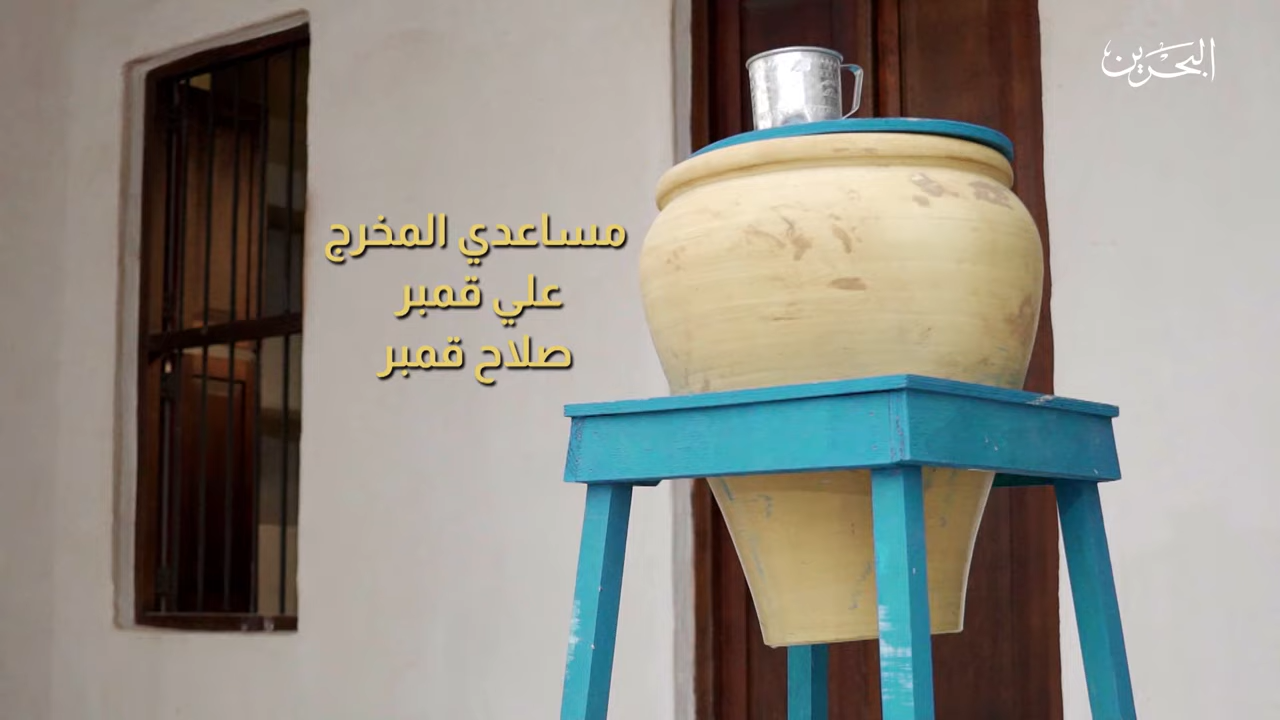 البحرين
مساعدي المخرج
علي قمبر
صلاح قمبر